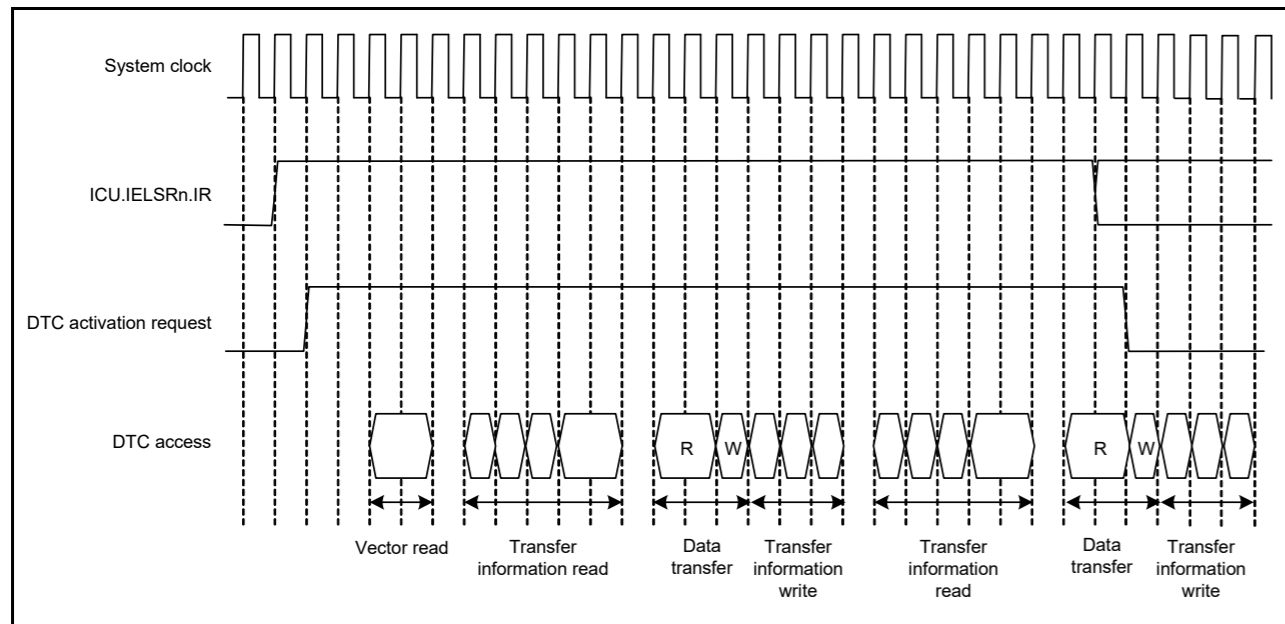 System clock
ICU.IELSRn.IR
DTC activation request
DTC access
R
W
R
W
Vector read
Transfer
information read
Data
transfer
Transfer
information
write
Transfer
information
read
Data
transfer
Transfer
information
write